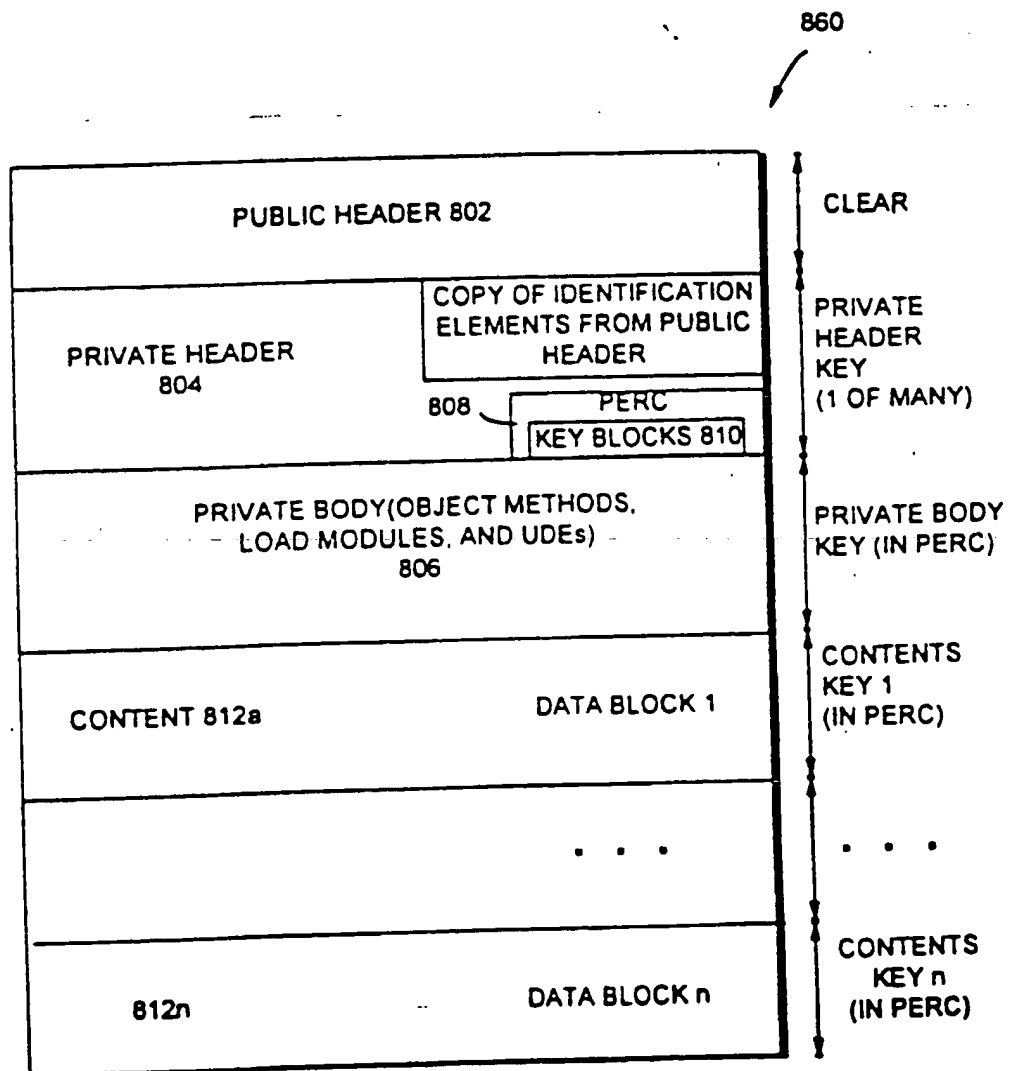 860
PUBLIC HEADER 802
CLEAR
PRIVATE HEADER
804
COPY OF IDENTIFICATION
ELEMENTS FROM PUBLIC
HEADER
808
PERC
KEY BLOCKS 810
PRIVATE
HEADER
KEY
(1 OF MANY)
PRIVATE BODY(OBJECT METHODS,
LOAD MODULES, AND UDEs)
806
PRIVATE BODY
KEY (IN PERC)
CONTENT 812a
DATA BLOCK 1
CONTENTS
KEY 1
(IN PERC)
. . .
. . .
812n
DATA BLOCK n
CONTENTS
KEY n
(IN PERC)